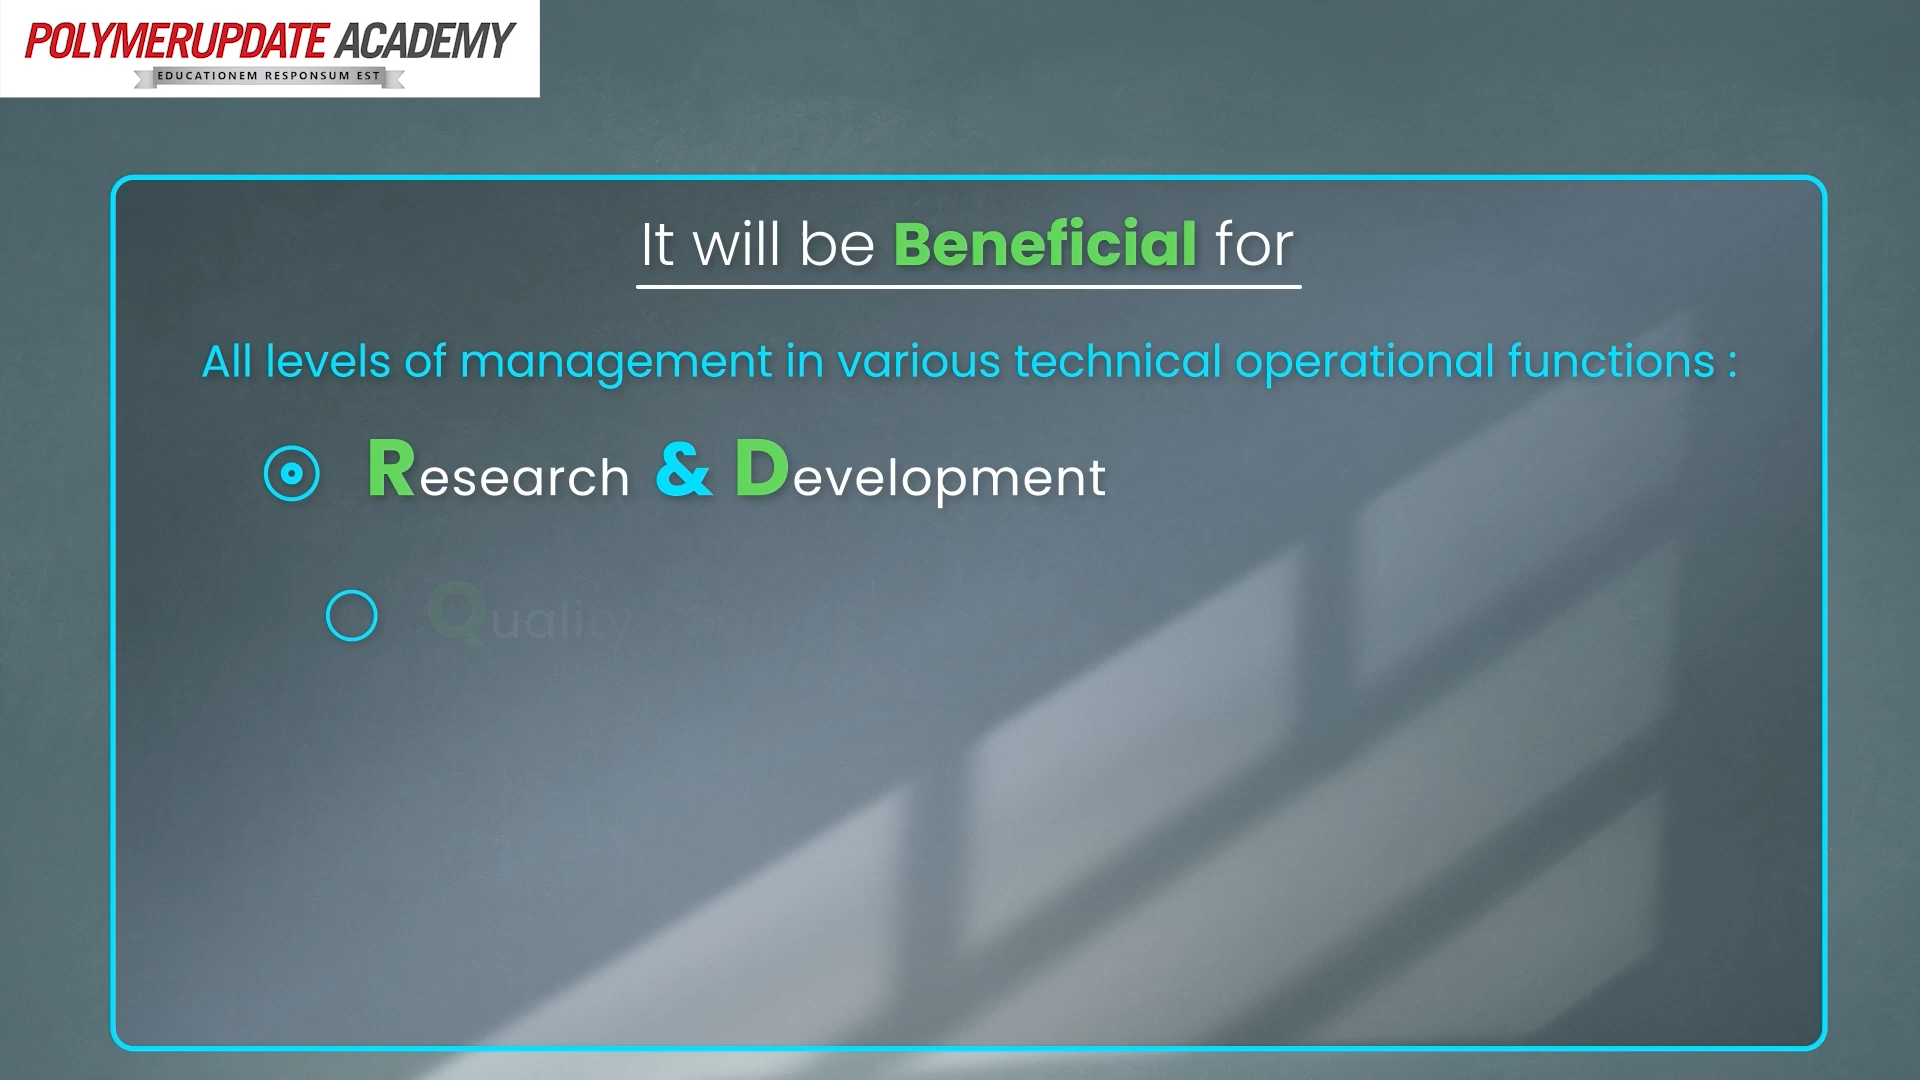 POLYMERUPDATE ACADEMY
EDUCATIONEM RESPONSUM EST
It will be Beneficial for
All levels of management in various technical operational functions :
Research & Development
Quality